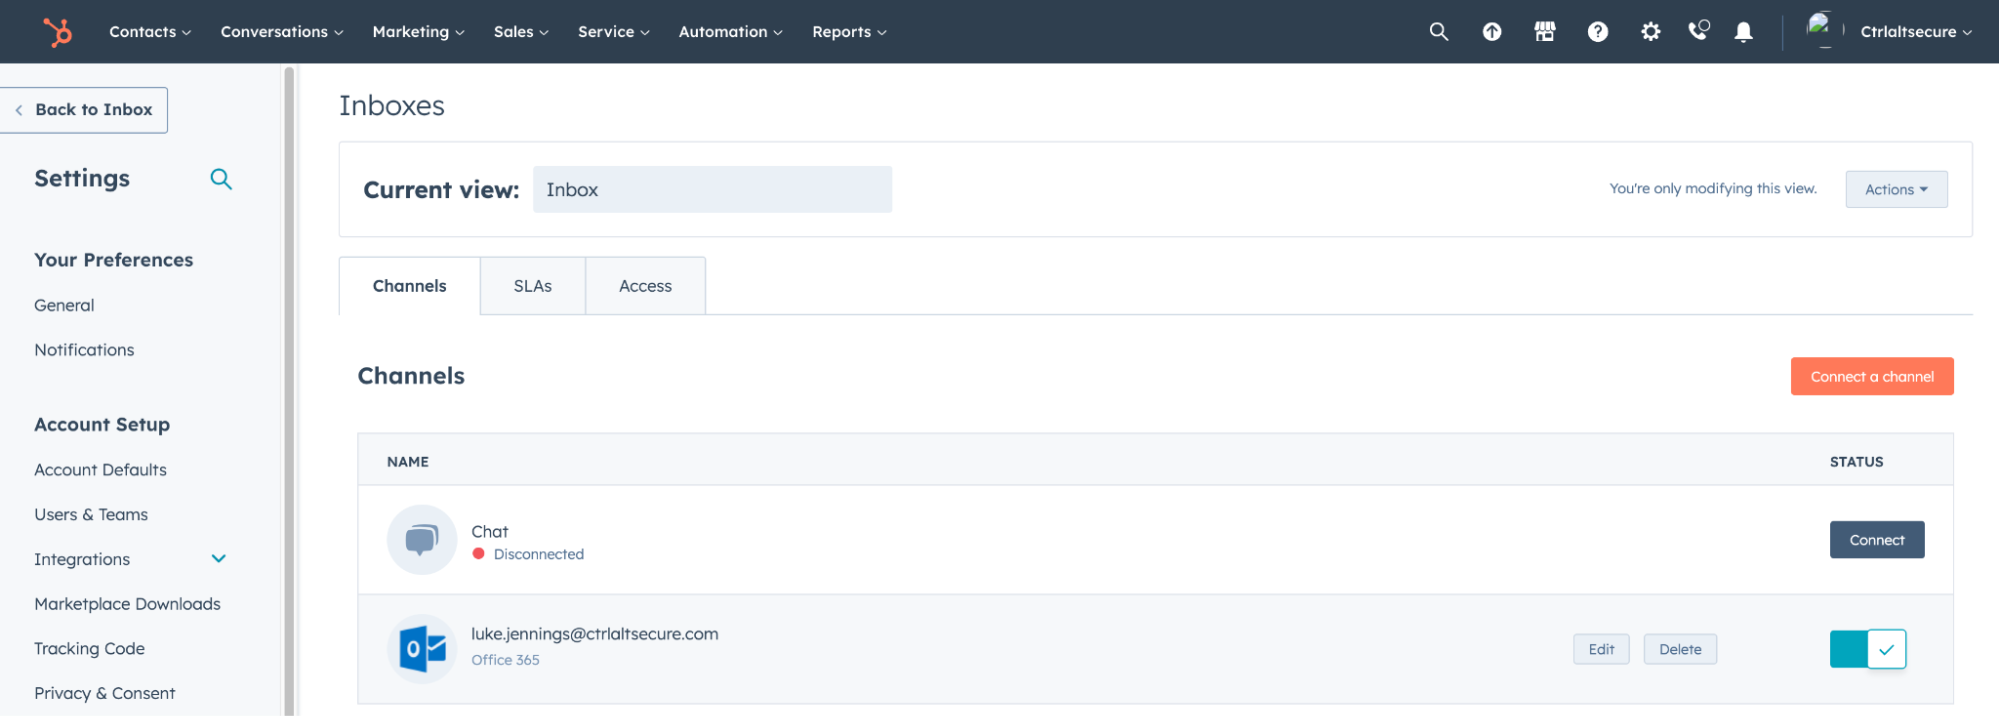 Contacts Conversations Marketing Sales Service Automation Reports Ctrlaltsecure
Back to Inbox
Settings
Your Preferences
General
Notifications
Account Setup
Account Defaults
Users & Teams
Integrations
Marketplace Downloads
Tracking Code
Privacy & Consent
Inboxes
Current view: Inbox You're only modifying this view. Actions
Channels SLAs Access
Channels Connect a channel
NAME STATUS
Chat
Disconnected
Connect
luke.jennings@ctrlaltsecure.com
Office 365
Edit Delete